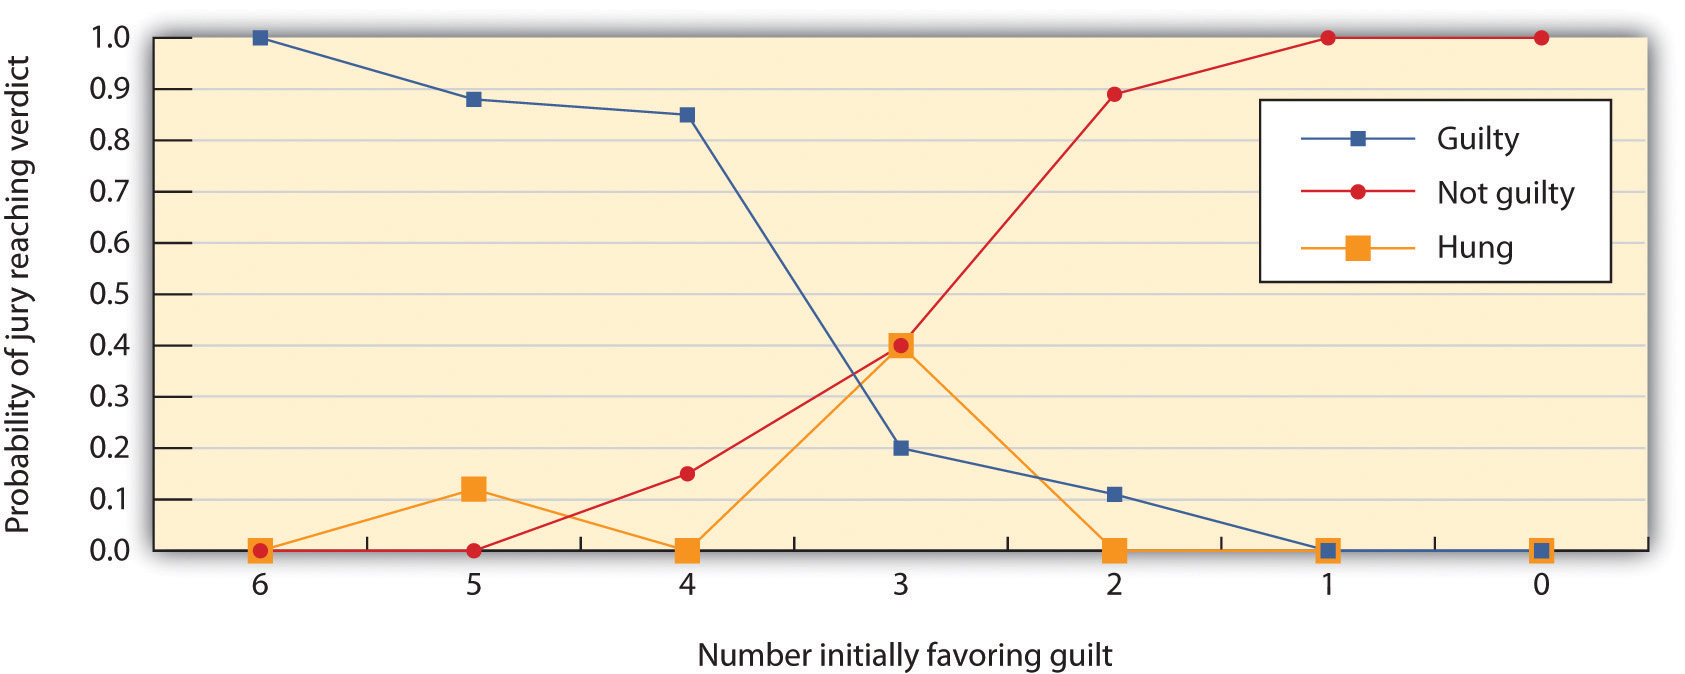 Probability of jury reaching verdict
1.0
0.9
0.8
0.7
0.6
0.5
0.4
0.3
0.2
0.1
0.0
Guilty
Not guilty
Hung
6 5 4 3 2 1 0
Number initially favoring guilt